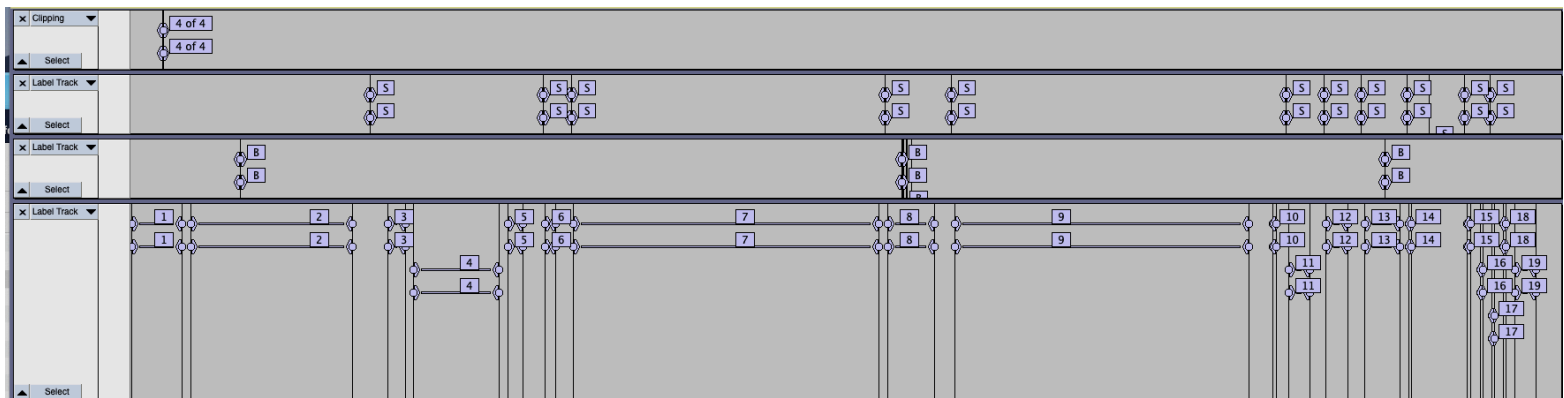 Clipping
4 of 4
4 of 4
Select
Label Track
S S S S S S S S S S S
S S S S S S S S S S S
S
Select
Label Track
B B B
B B B
B
Select
Label Track
1 2 3 5 6 7 8 9 10 12 13 14 15 18
1 2 3 5 6 7 8 9 10 12 13 14 15 18
4 11 16 19
4 11 16 19
17
17
Select